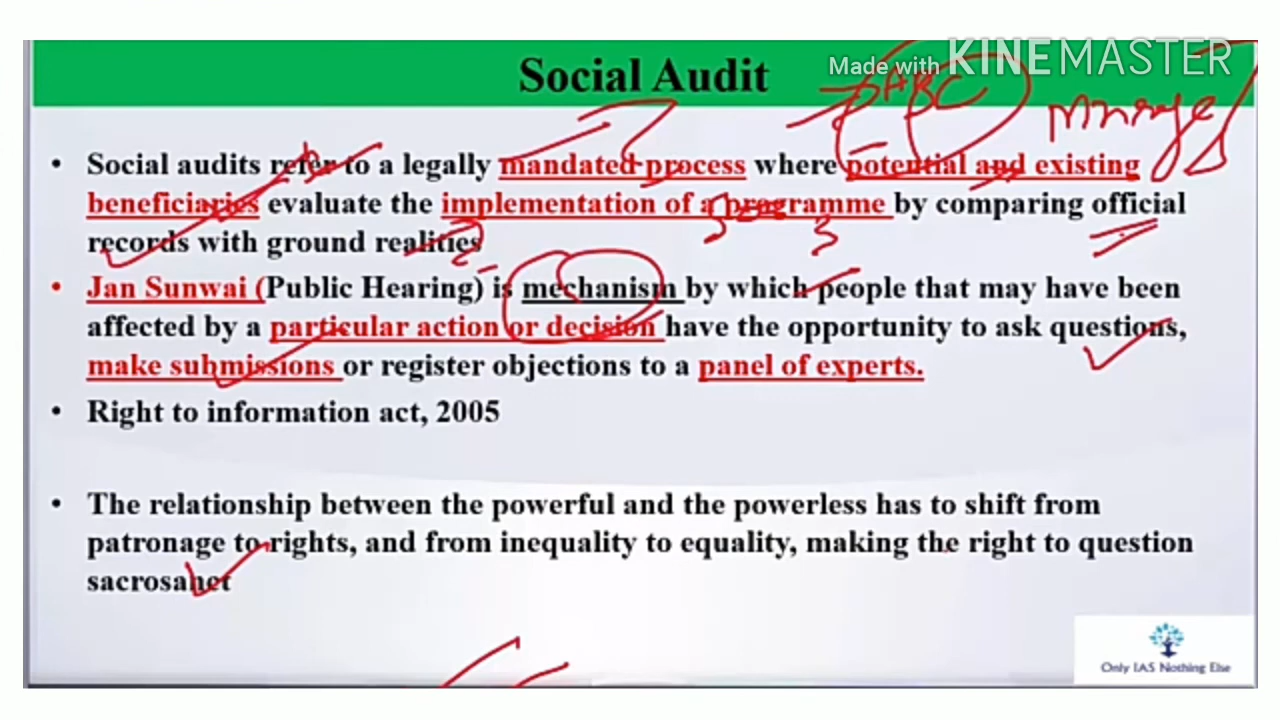 Social Audit
Made with KINEMASTER
ABC
• Social audits refer to a legally mandated process where potential and existing
beneficiaries evaluate the implementation of a programme by comparing official
records with ground realities
• Jan Sunwai (Public Hearing) is mechanism by which people that may have been
affected by a particular action or decision have the opportunity to ask questions,
make submissions or register objections to a panel of experts.
• Right to information act, 2005
• The relationship between the powerful and the powerless has to shift from
patronage to rights, and from inequality to equality, making the right to question
sacrosanct
Only IAS Nothing Else